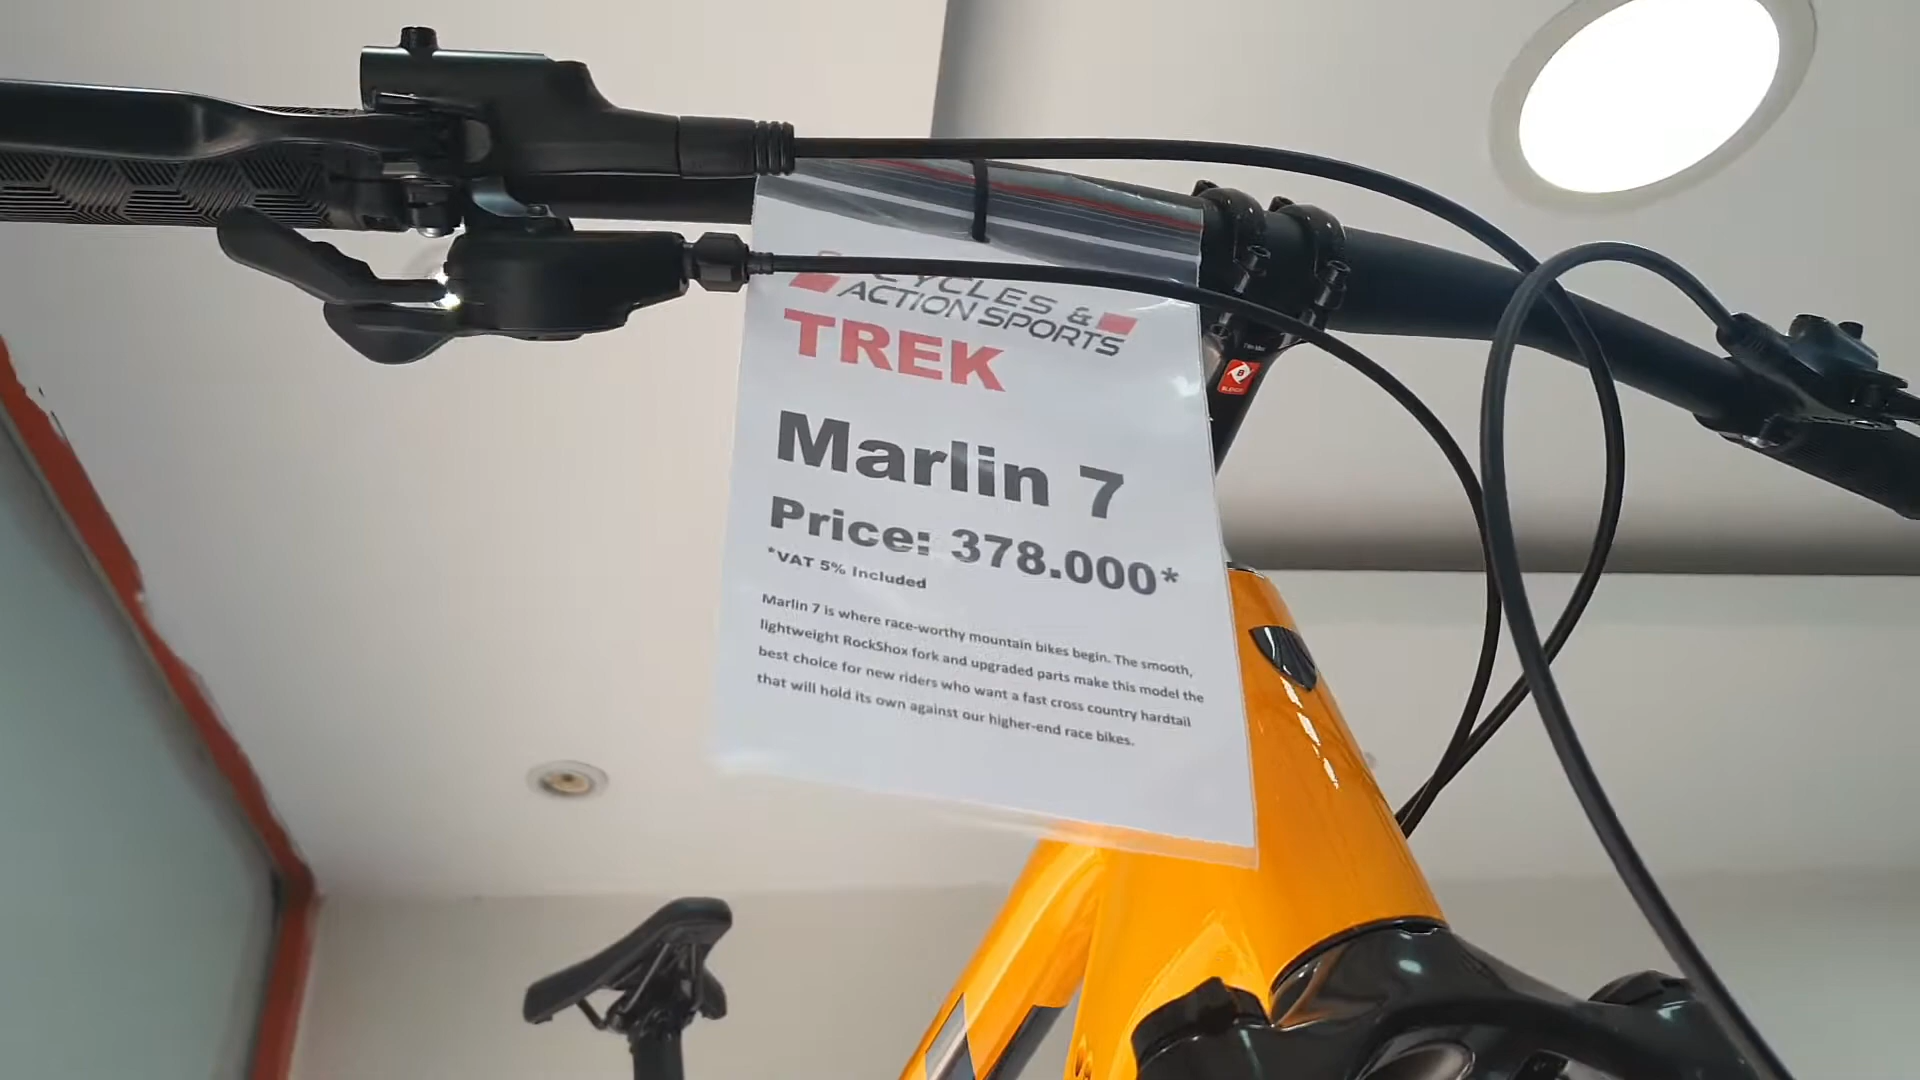 CYCLES &
ACTION SPORTS
TREK
Marlin 7
Price: 378.000*
*VAT 5% Included
Marlin 7 is where race-worthy mountain bikes begin. The smooth,
lightweight RockShox fork and upgraded parts make this model the
best choice for new riders who want a fast cross country hardtail
that will hold its own against our higher-end race bikes.